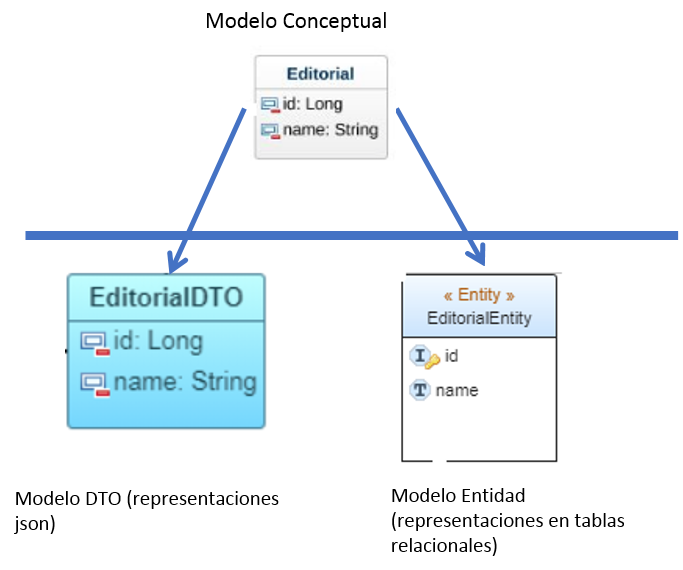 Modelo Conceptual
Editorial
id: Long
name: String
EditorialDTO
id: Long
name: String
« Entity »
EditorialEntity
I id
T name
Modelo DTO (representaciones
json)
Modelo Entidad
(representaciones en tablas
relacionales)